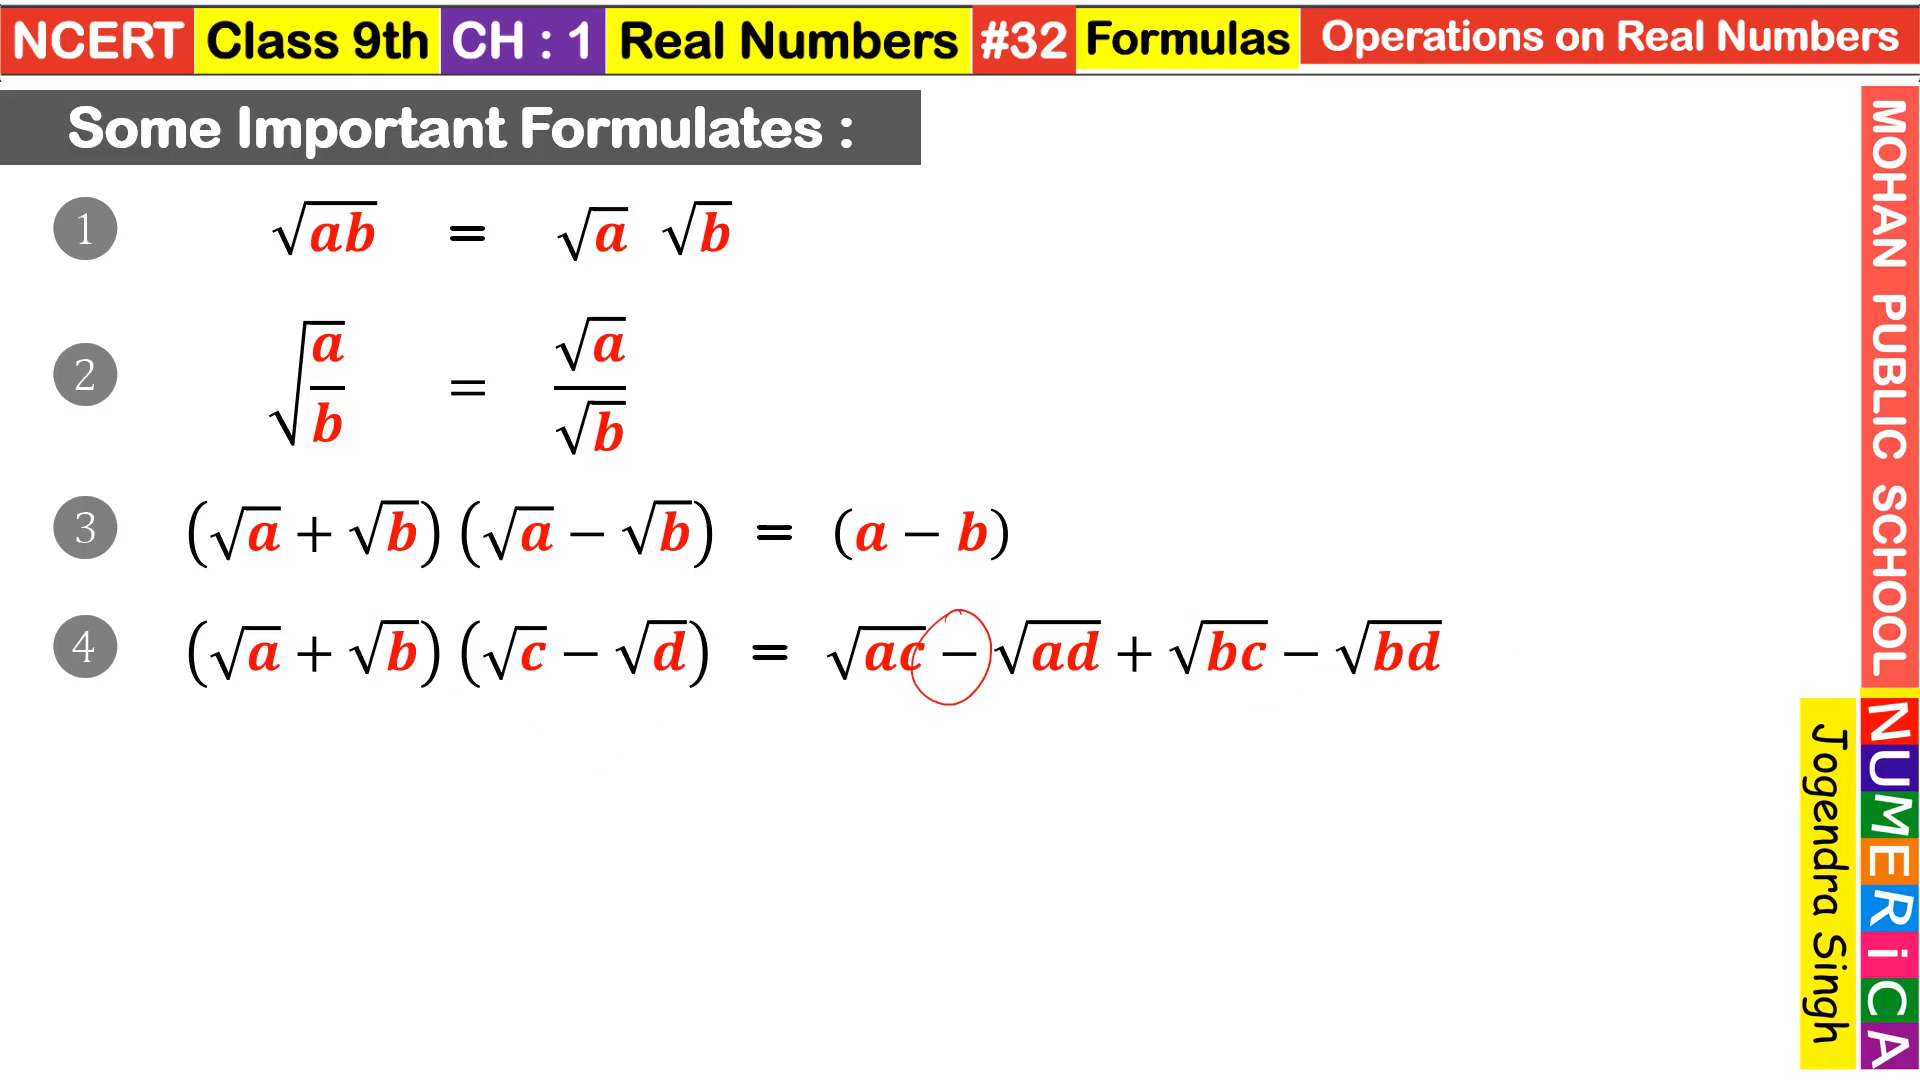 NCERT Class 9th CH : 1 Real Numbers #32 Formulas Operations on Real Numbers
Some Important Formulates :
1 √ab = √a √b
2 √(a/b) = √a/√b
3 (√a + √b)(√a − √b) = (a − b)
4 (√a + √b)(√c − √d) = √ac − √ad + √bc − √bd
MOHAN PUBLIC SCHOOL
NUMERiCA
Jogendra Singh